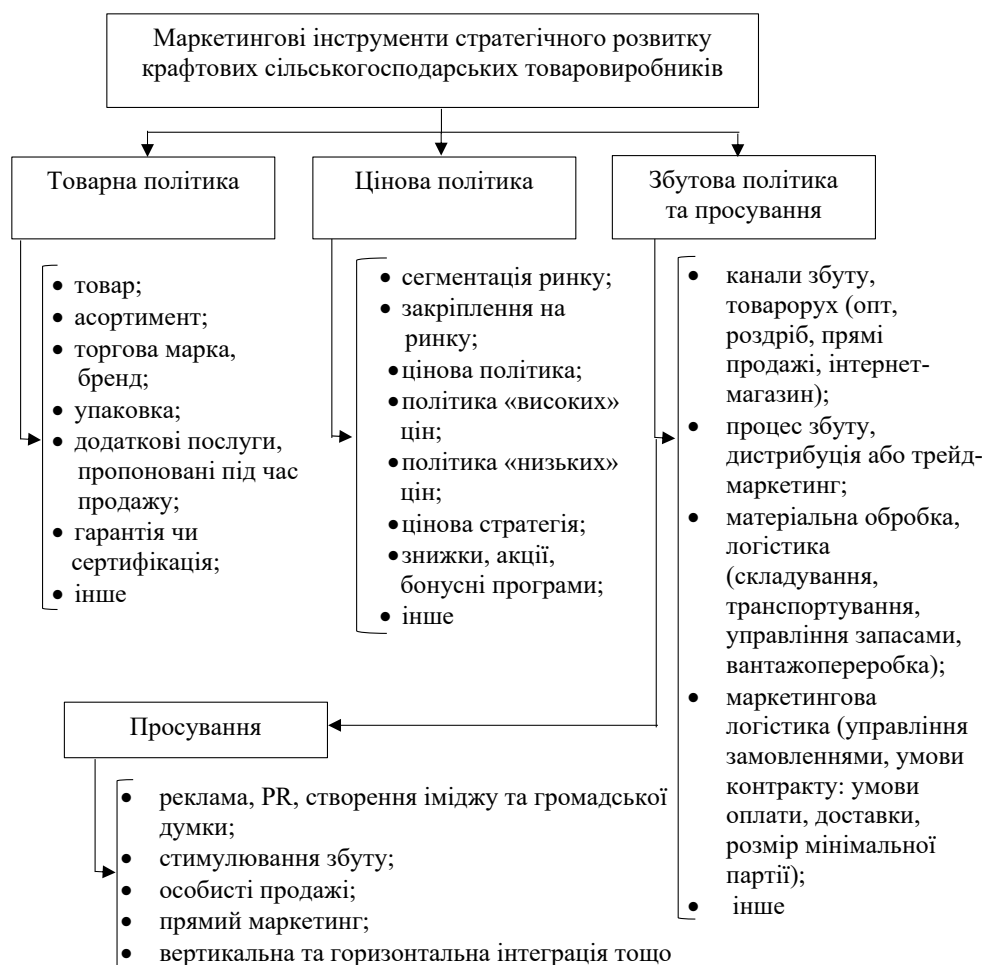 Маркетингові інструменти стратегічного розвитку
крафтових сільськогосподарських товаровиробників
Товарна політика
Цінова політика
Збутова політика
та просування
• товар;
• асортимент;
• торгова марка,
бренд;
• упаковка;
• додаткові послуги,
пропоновані під час
продажу;
• гарантія чи
сертифікація;
• інше
• сегментація ринку;
• закріплення на
ринку;
•цінова політика;
•політика «високих»
цін;
•політика «низьких»
цін;
•цінова стратегія;
•знижки, акції,
бонусні програми;
• інше
• канали збуту,
товарорух (опт,
роздріб, прямі
продажі, інтернет-
магазин);
• процес збуту,
дистрибуція або трейд-
маркетинг;
• матеріальна обробка,
логістика
(складування,
транспортування,
управління запасами,
вантажопереробка);
• маркетингова
логістика (управління
замовленнями, умови
контракту: умови
оплати, доставки,
розмір мінімальної
партії);
• інше
Просування
• реклама, PR, створення іміджу та громадської
думки;
• стимулювання збуту;
• особисті продажі;
• прямий маркетинг;
• вертикальна та горизонтальна інтеграція тощо